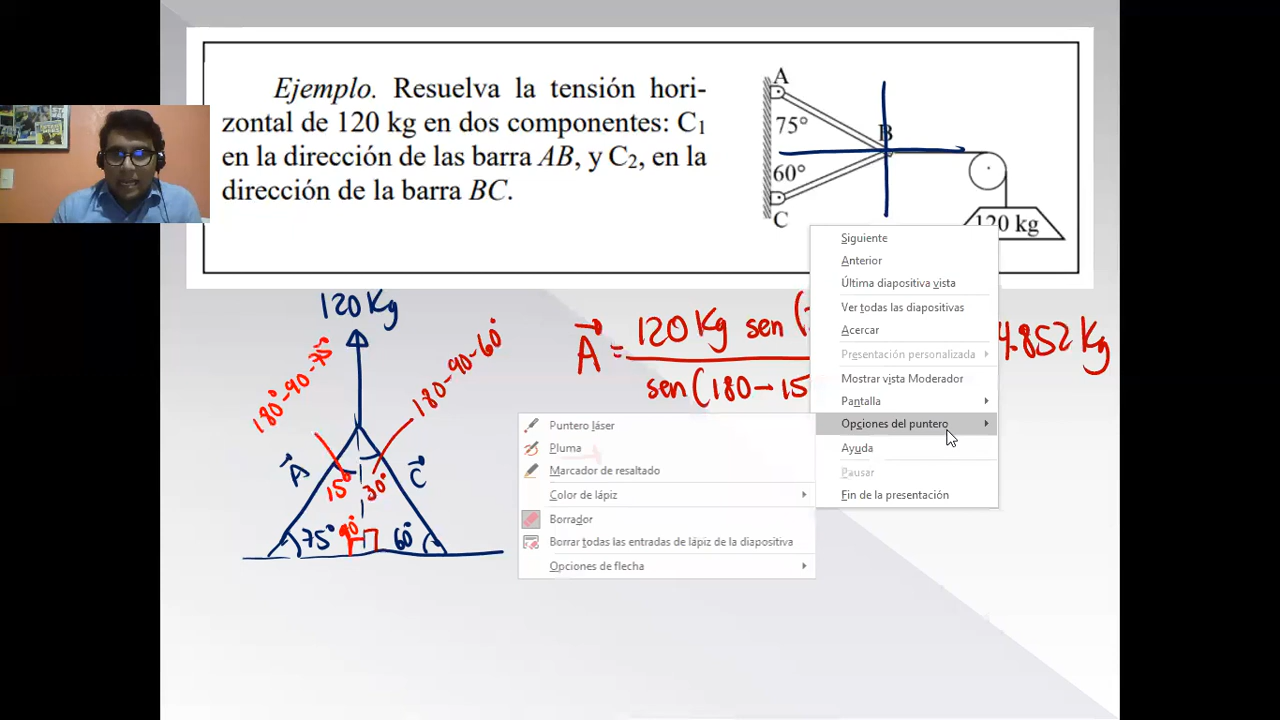 Ejemplo. Resuelva la tensión hori-
zontal de 120 kg en dos componentes: C1
en la dirección de las barra AB, y C2, en la
dirección de la barra BC.
A
75°
B
60°
C
120 kg
120 Kg
180°-90-75°
180-90-60°
A
15°
30°
C
75°
90°
60°
A = 120 Kg sen (
sen (180-15
4.852 Kg
Siguiente
Anterior
Última diapositiva vista
Ver todas las diapositivas
Acercar
Presentación personalizada
Mostrar vista Moderador
Pantalla
Opciones del puntero
Ayuda
Pausar
Fin de la presentación
Puntero láser
Pluma
Marcador de resaltado
Color de lápiz
Borrador
Borrar todas las entradas de lápiz de la diapositiva
Opciones de flecha